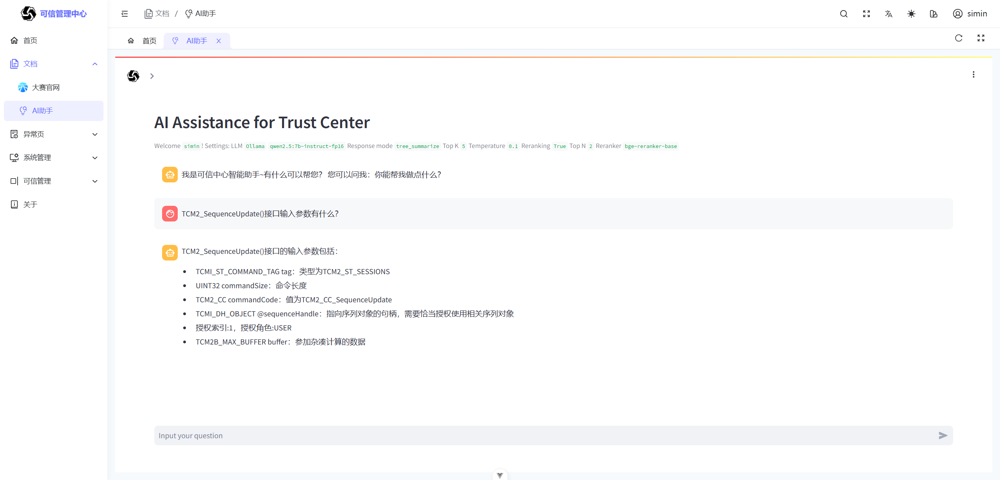 可信管理中心
文档 / AI助手
simin
首页
首页
AI助手
文档
大赛官网
AI助手
异常页
系统管理
可信管理
关于
AI Assistance for Trust Center
Welcome simin ! Settings: LLM Ollama qwen2.5:7b-instruct-fp16 Response mode tree_summarize Top K 5 Temperature 0.1 Reranking True Top N 2 Reranker bge-reranker-base
我是可信中心智能助手~有什么可以帮您？您可以问我：你能帮我做点什么？
TCM2_SequenceUpdate()接口输入参数有什么？
TCM2_SequenceUpdate()接口的输入参数包括：
• TCMI_ST_COMMAND_TAG tag：类型为TCM2_ST_SESSIONS
• UINT32 commandSize：命令长度
• TCM2_CC commandCode：值为TCM2_CC_SequenceUpdate
• TCMI_DH_OBJECT @sequenceHandle：指向序列对象的句柄，需要恰当授权使用相关序列对象
• 授权索引:1，授权角色:USER
• TCM2B_MAX_BUFFER buffer：参加杂凑计算的数据
Input your question